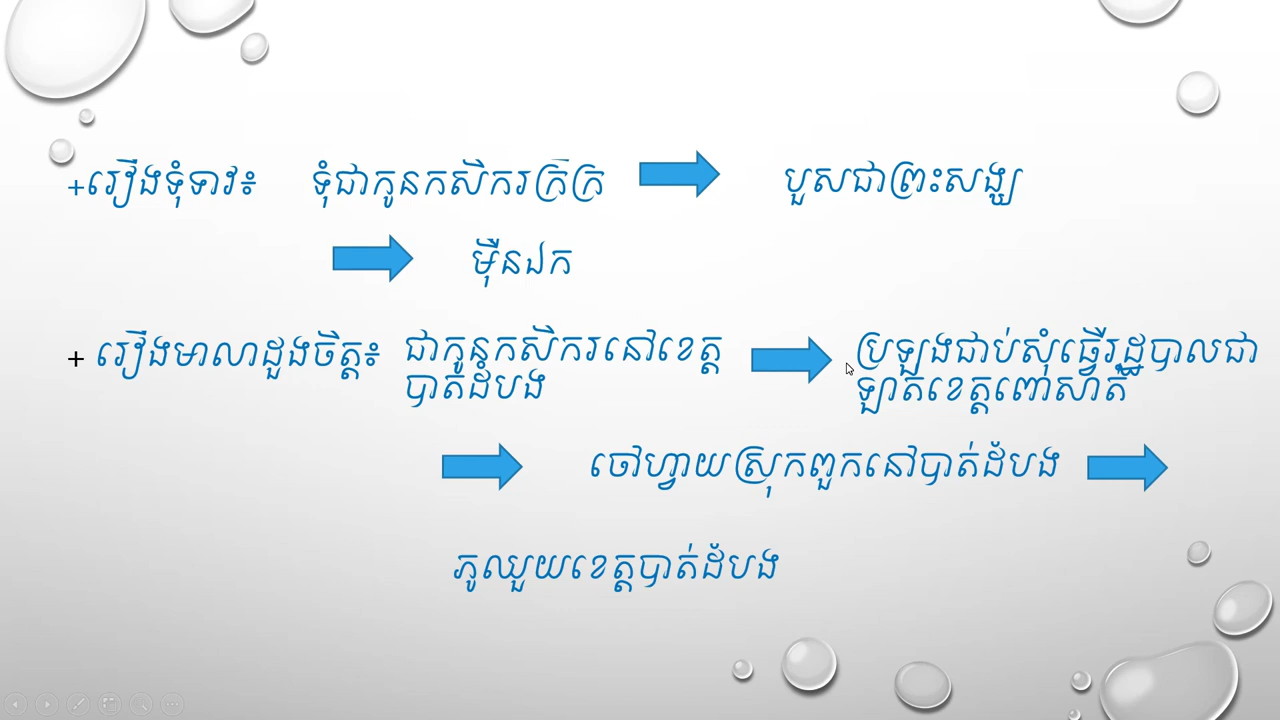 +រឿងទុំទាវ៖ ទុំជាកូនកសិករក្រីក្រ បួសជាព្រះសង្ឃ
ម៉ឺនឯក
+ រឿងមាលាដួងចិត្ត៖ ជាកូនកសិករនៅខេត្ត
បាត់ដំបង
ប្រឡងជាប់សុំធ្វើរដ្ឋបាលជា
ឡាតខេត្តពោធិសាត់
ចៅហ្វាយស្រុកពួកនៅបាត់ដំបង
ភូឈួយខេត្តបាត់ដំបង